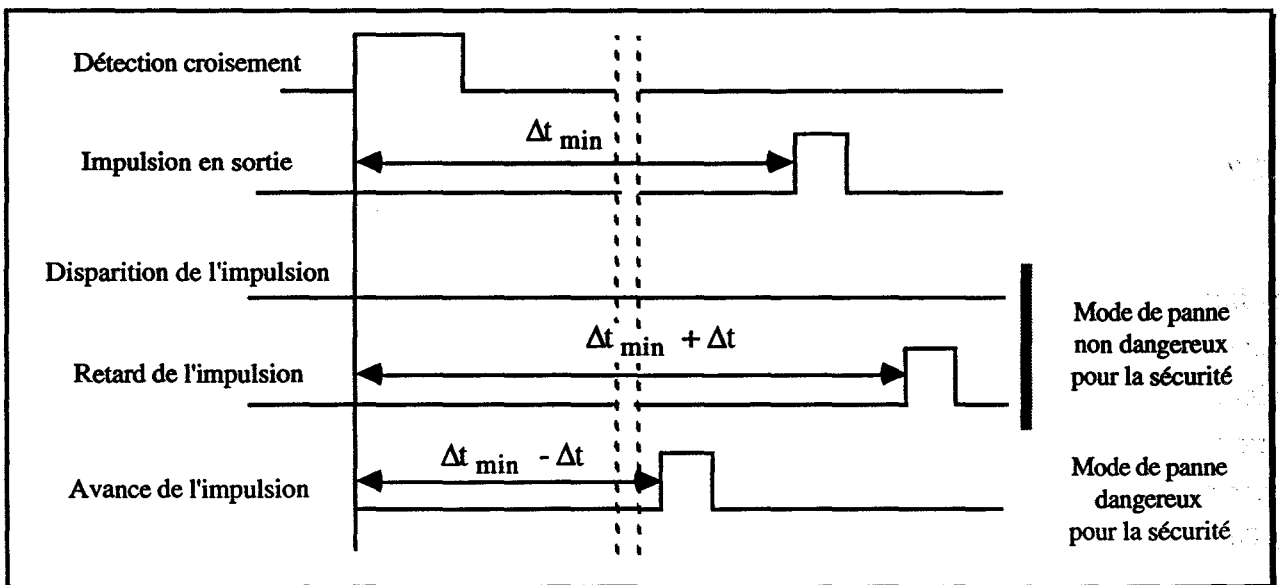 Détection croisement
Δt min
Impulsion en sortie
Disparition de l'impulsion
Δt min + Δt
Retard de l'impulsion
Mode de panne
non dangereux
pour la sécurité
Δt min - Δt
Avance de l'impulsion
Mode de panne
dangereux
pour la sécurité